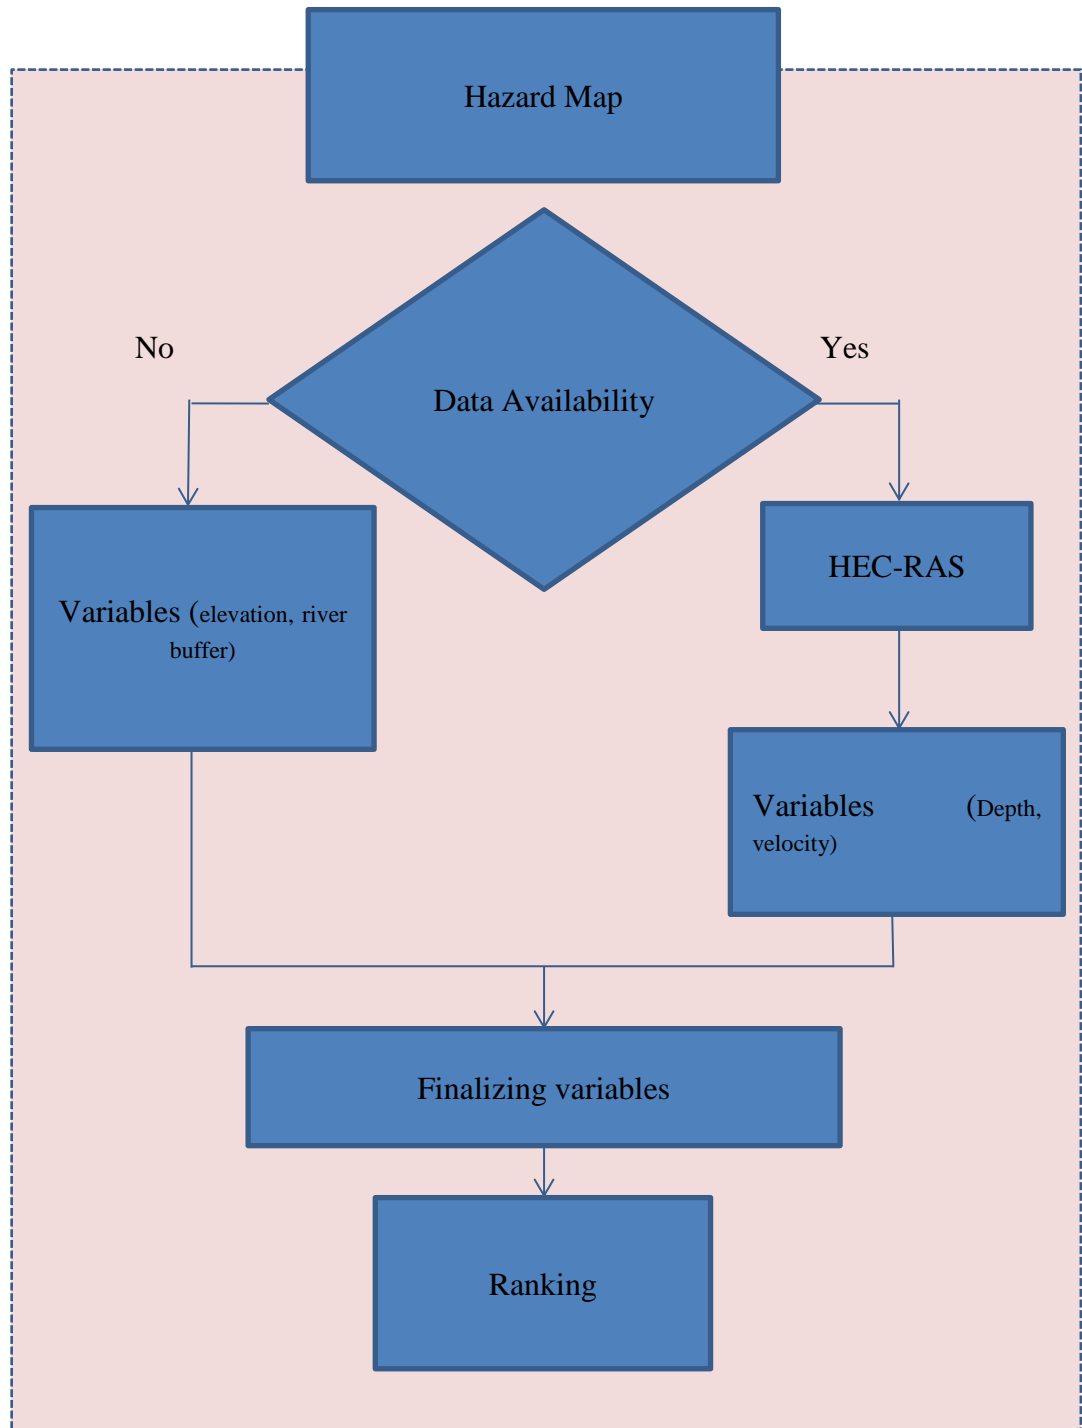 Hazard Map
No
Yes
Data Availability
HEC-RAS
Variables (elevation, river
buffer)
Variables (Depth,
velocity)
Finalizing variables
Ranking